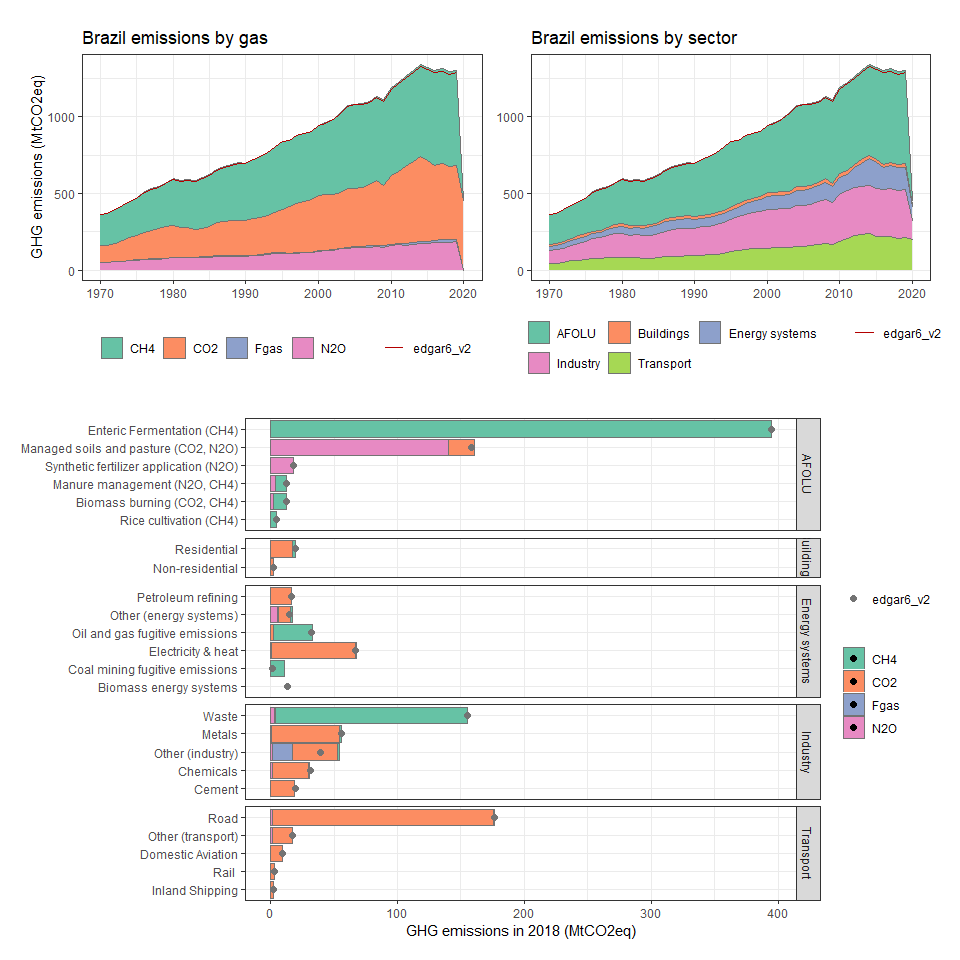 Brazil emissions by gas
GHG emissions (MtCO2eq)
1000
500
0
1970 1980 1990 2000 2010 2020
CH4 CO2 Fgas N2O edgar6_v2
Brazil emissions by sector
1000
500
0
1970 1980 1990 2000 2010 2020
AFOLU Buildings Energy systems edgar6_v2
Industry Transport
Enteric Fermentation (CH4)
Managed soils and pasture (CO2, N2O)
Synthetic fertilizer application (N2O)
Manure management (N2O, CH4)
Biomass burning (CO2, CH4)
Rice cultivation (CH4)
AFOLU
Residential
Non-residential
uilding
Petroleum refining
Other (energy systems)
Oil and gas fugitive emissions
Electricity & heat
Coal mining fugitive emissions
Biomass energy systems
Energy systems
Waste
Metals
Other (industry)
Chemicals
Cement
Industry
Road
Other (transport)
Domestic Aviation
Rail
Inland Shipping
Transport
0 100 200 300 400
GHG emissions in 2018 (MtCO2eq)
edgar6_v2
CH4
CO2
Fgas
N2O